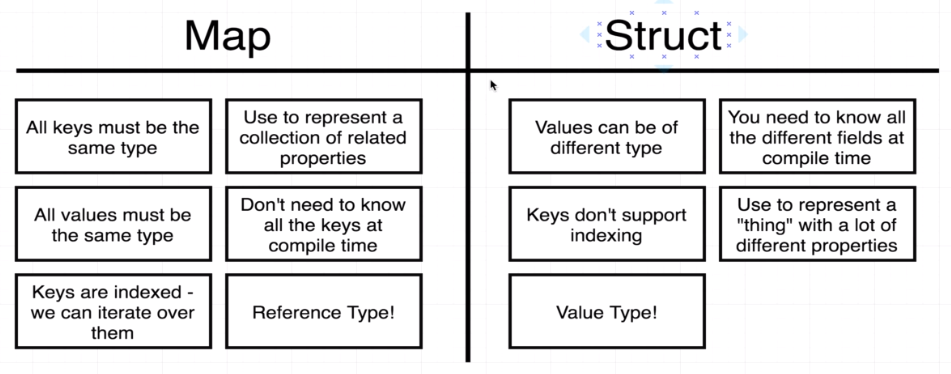 Map
Struct
All keys must be the
same type
Use to represent a
collection of related
properties
Values can be of
different type
You need to know all
the different fields at
compile time
All values must be
the same type
Don't need to know
all the keys at
compile time
Keys don't support
indexing
Use to represent a
"thing" with a lot of
different properties
Keys are indexed -
we can iterate over
them
Reference Type!
Value Type!